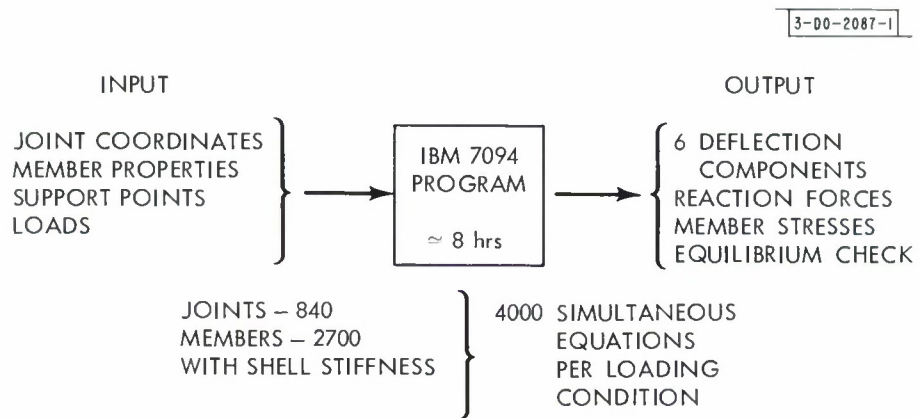 3-DO-2087-1
INPUT
OUTPUT
JOINT COORDINATES
MEMBER PROPERTIES
SUPPORT POINTS
LOADS
IBM 7094
PROGRAM
≃ 8 hrs
6 DEFLECTION
COMPONENTS
REACTION FORCES
MEMBER STRESSES
EQUILIBRIUM CHECK
JOINTS – 840
MEMBERS – 2700
WITH SHELL STIFFNESS
4000 SIMULTANEOUS
EQUATIONS
PER LOADING
CONDITION